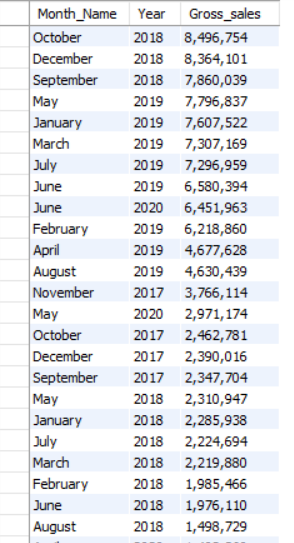 Month_Name Year Gross_sales
October 2018 8,496,754
December 2018 8,364,101
September 2018 7,860,039
May 2019 7,796,837
January 2019 7,607,522
March 2019 7,307,169
July 2019 7,296,959
June 2019 6,580,394
June 2020 6,451,963
February 2019 6,218,860
April 2019 4,677,628
August 2019 4,630,439
November 2017 3,766,114
May 2020 2,971,174
October 2017 2,462,781
December 2017 2,390,016
September 2017 2,347,704
May 2018 2,310,947
January 2018 2,285,938
July 2018 2,224,694
March 2018 2,219,880
February 2018 1,985,466
June 2018 1,976,110
August 2018 1,498,729